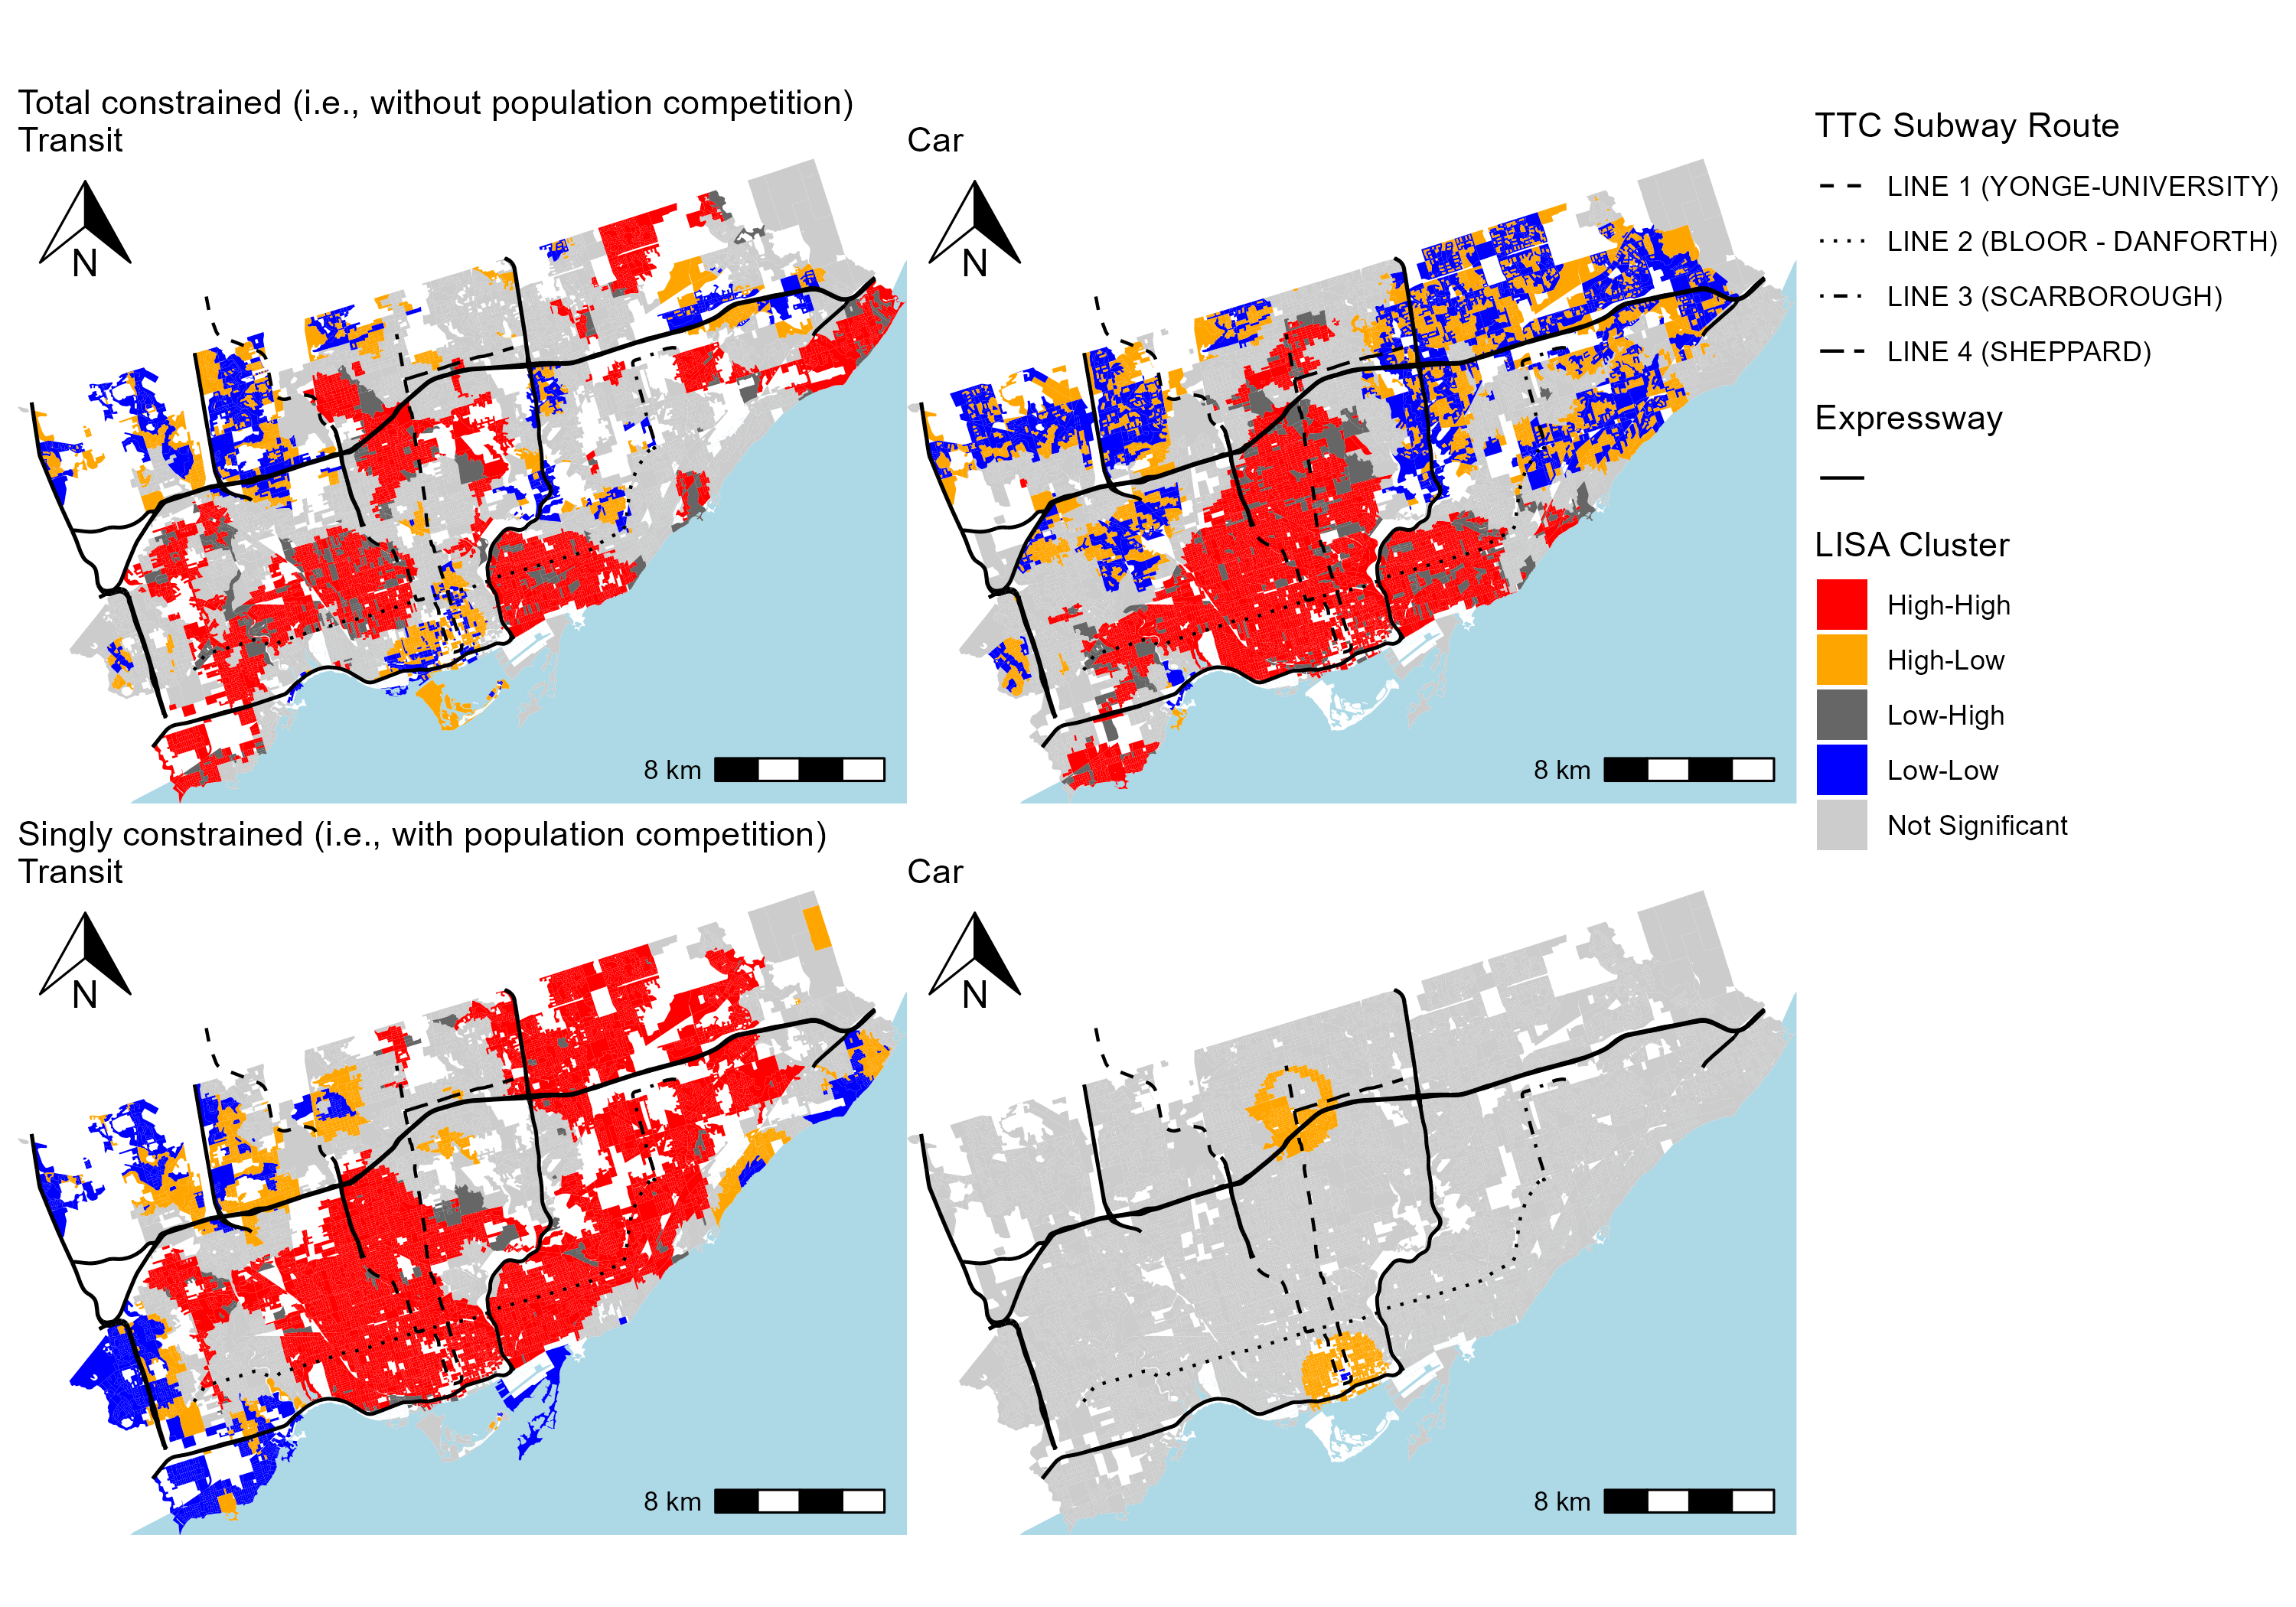 Total constrained (i.e., without population competition)
Transit
Car
N
N
8 km
8 km
Singly constrained (i.e., with population competition)
Transit
Car
N
N
8 km
8 km
TTC Subway Route
LINE 1 (YONGE-UNIVERSITY)
LINE 2 (BLOOR - DANFORTH)
LINE 3 (SCARBOROUGH)
LINE 4 (SHEPPARD)
Expressway
LISA Cluster
High-High
High-Low
Low-High
Low-Low
Not Significant